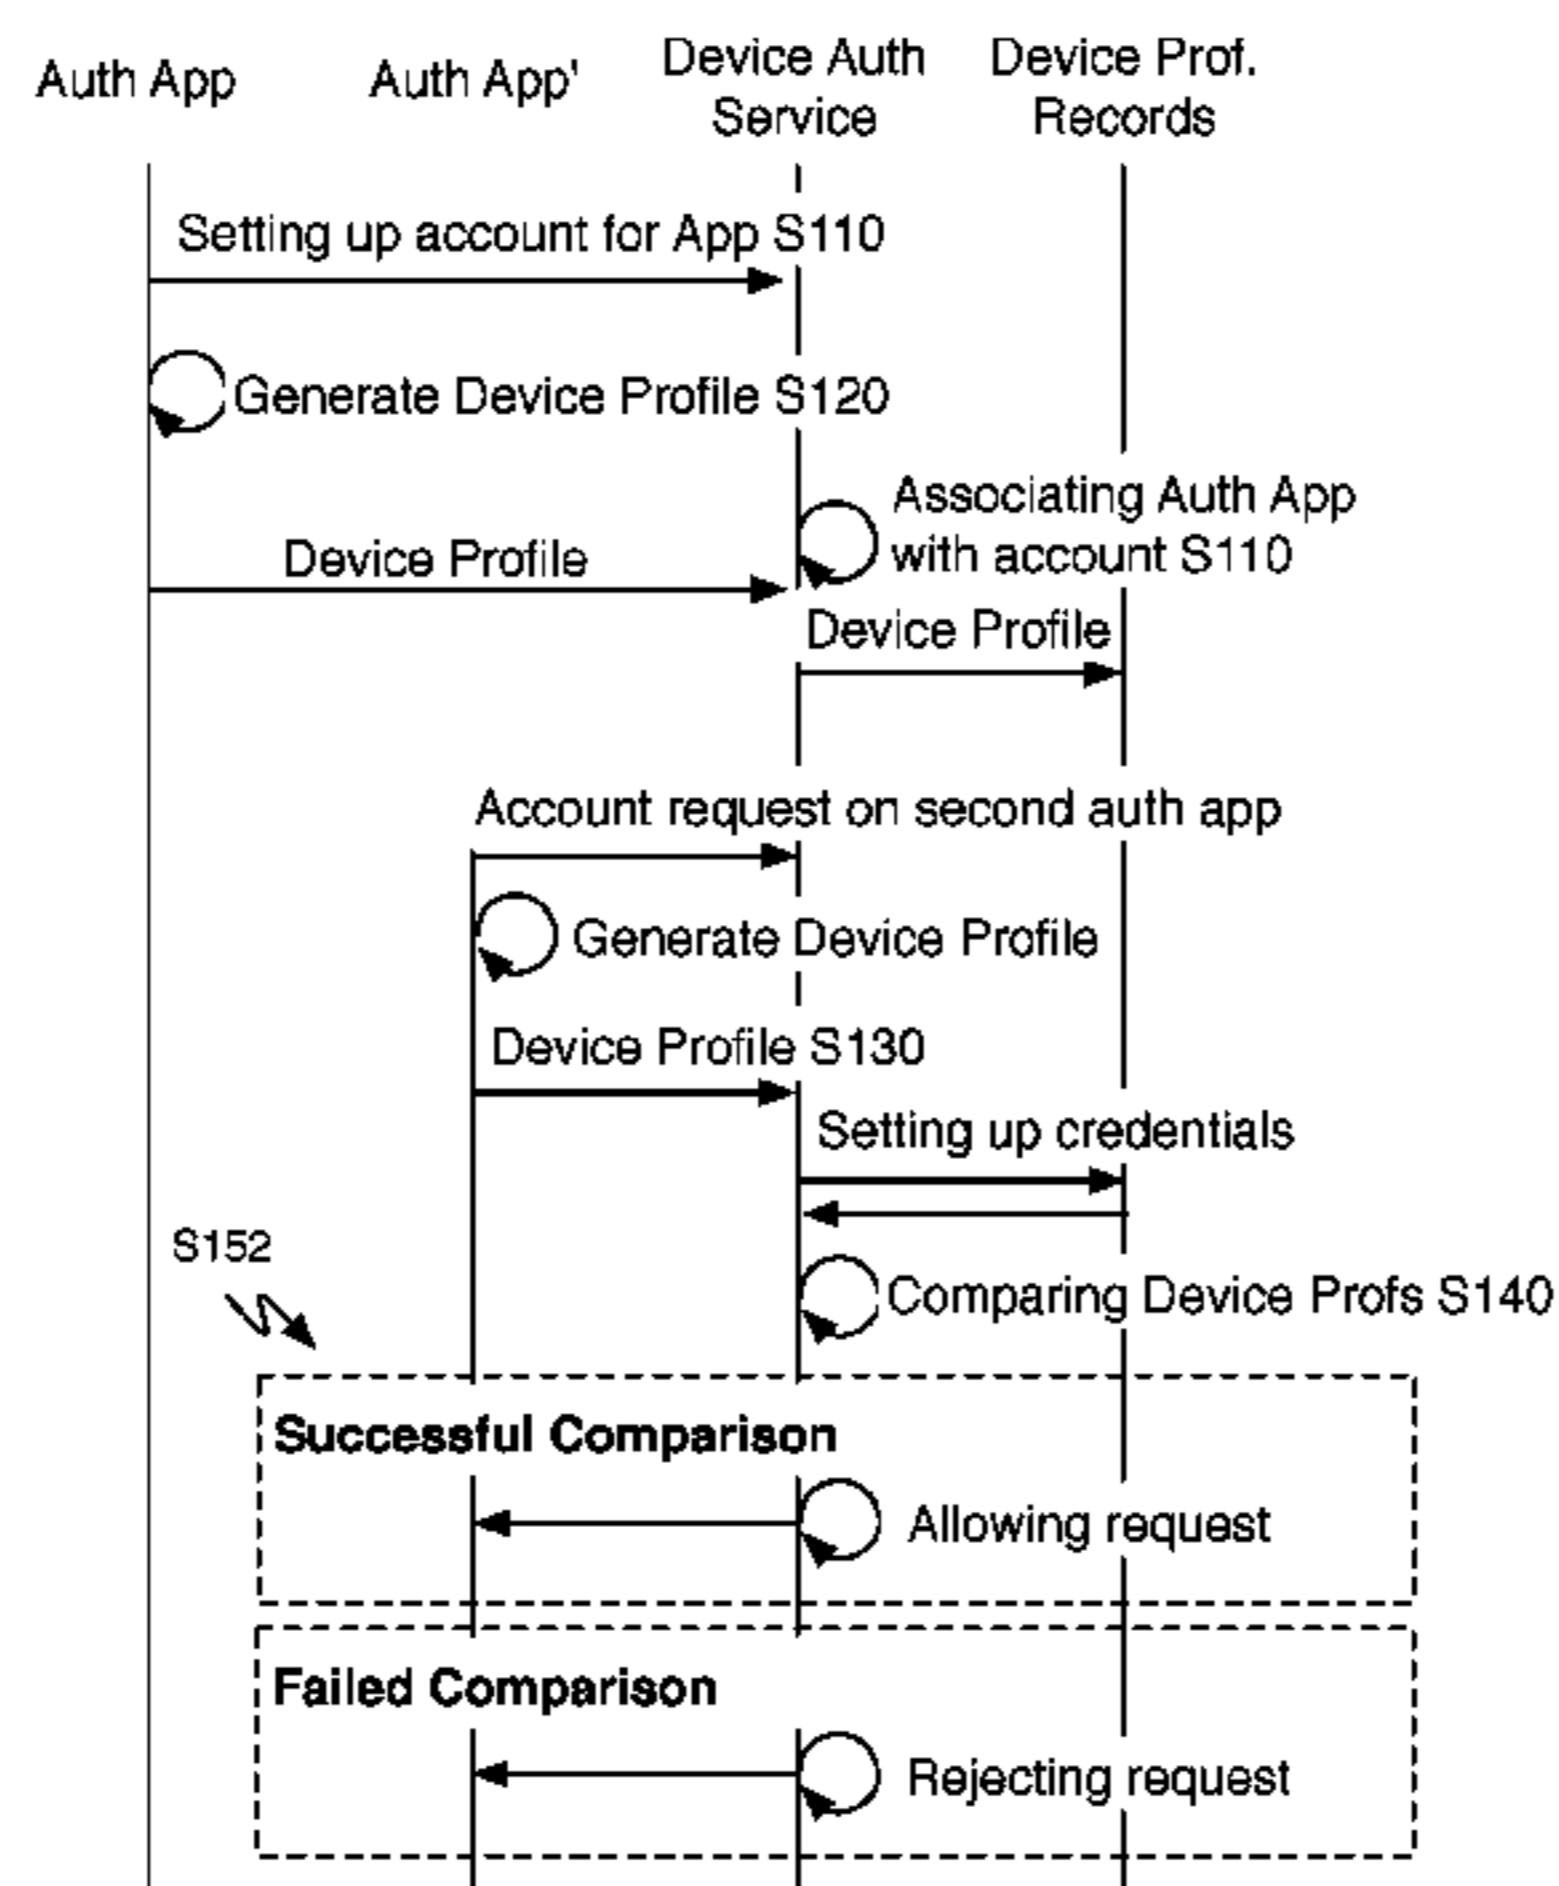 Auth App
Auth App'
Device Auth
Service
Device Prof.
Records
Setting up account for App S110
Generate Device Profile S120
Associating Auth App
with account S110
Device Profile
Device Profile
Account request on second auth app
Generate Device Profile
Device Profile S130
Setting up credentials
S152
Comparing Device Profs S140
Successful Comparison
Allowing request
Failed Comparison
Rejecting request